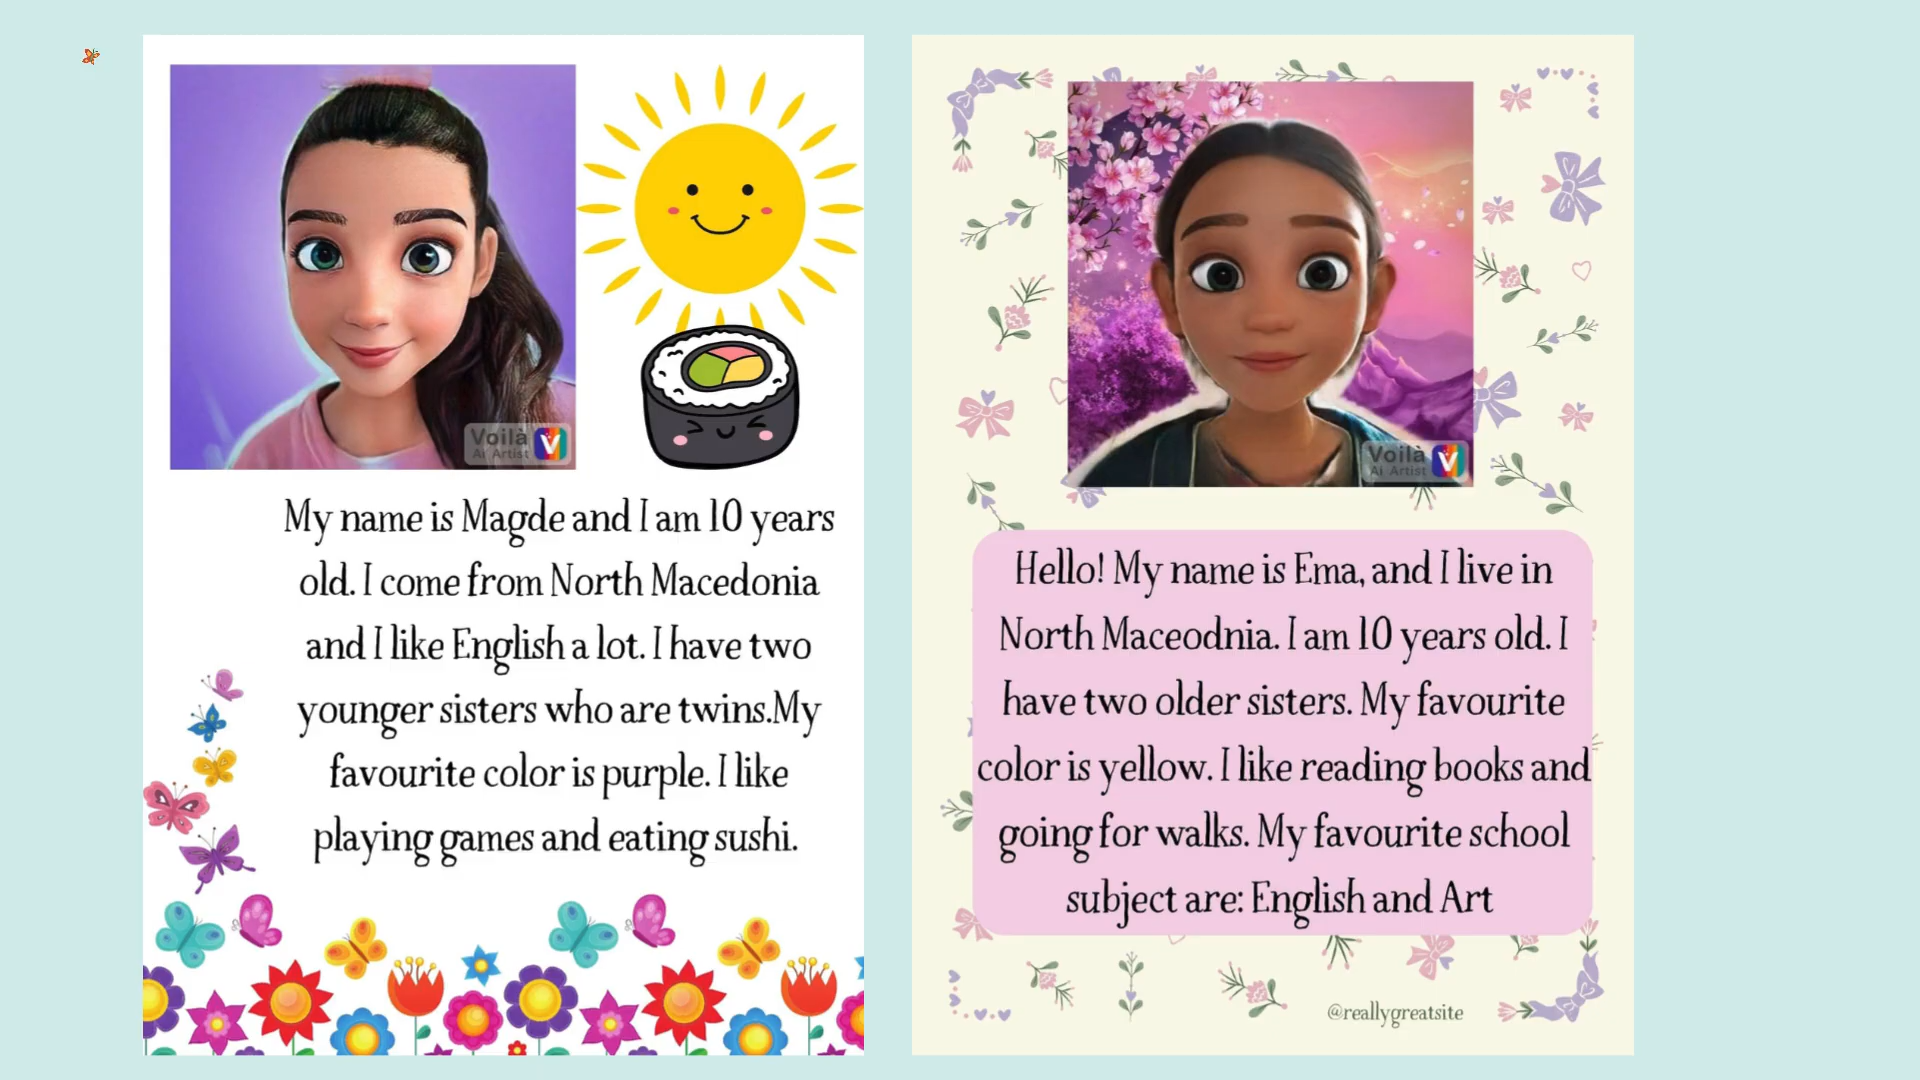 Voilà
Ai Artist
My name is Magde and I am 10 years
old. I come from North Macedonia
and I like English a lot. I have two
younger sisters who are twins.My
favourite color is purple. I like
playing games and eating sushi.
Voilà
Ai Artist
Hello! My name is Ema, and I live in
North Maceodnia. I am 10 years old. I
have two older sisters. My favourite
color is yellow. I like reading books and
going for walks. My favourite school
subject are: English and Art
@reallygreatsite